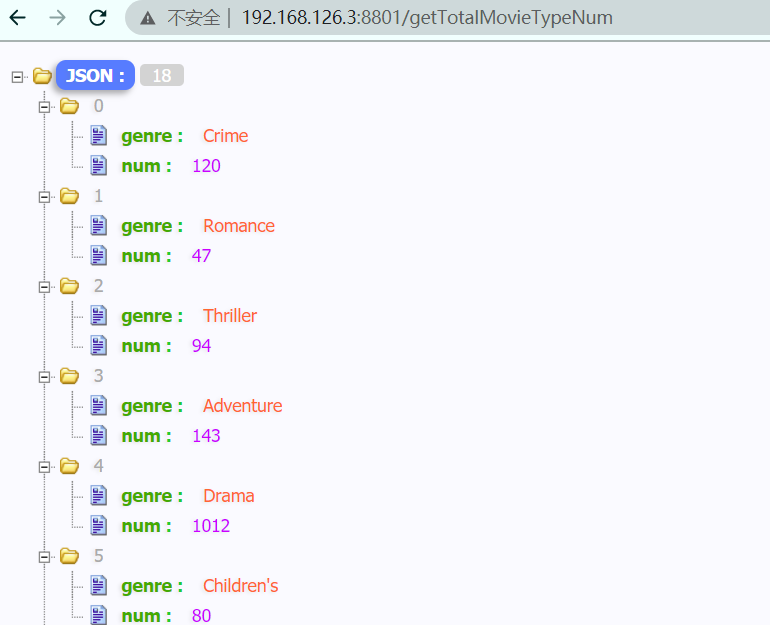 不安全 192.168.126.3:8801/getTotalMovieTypeNum
JSON : 18
0
genre : Crime
num : 120
1
genre : Romance
num : 47
2
genre : Thriller
num : 94
3
genre : Adventure
num : 143
4
genre : Drama
num : 1012
5
genre : Children's
num : 80